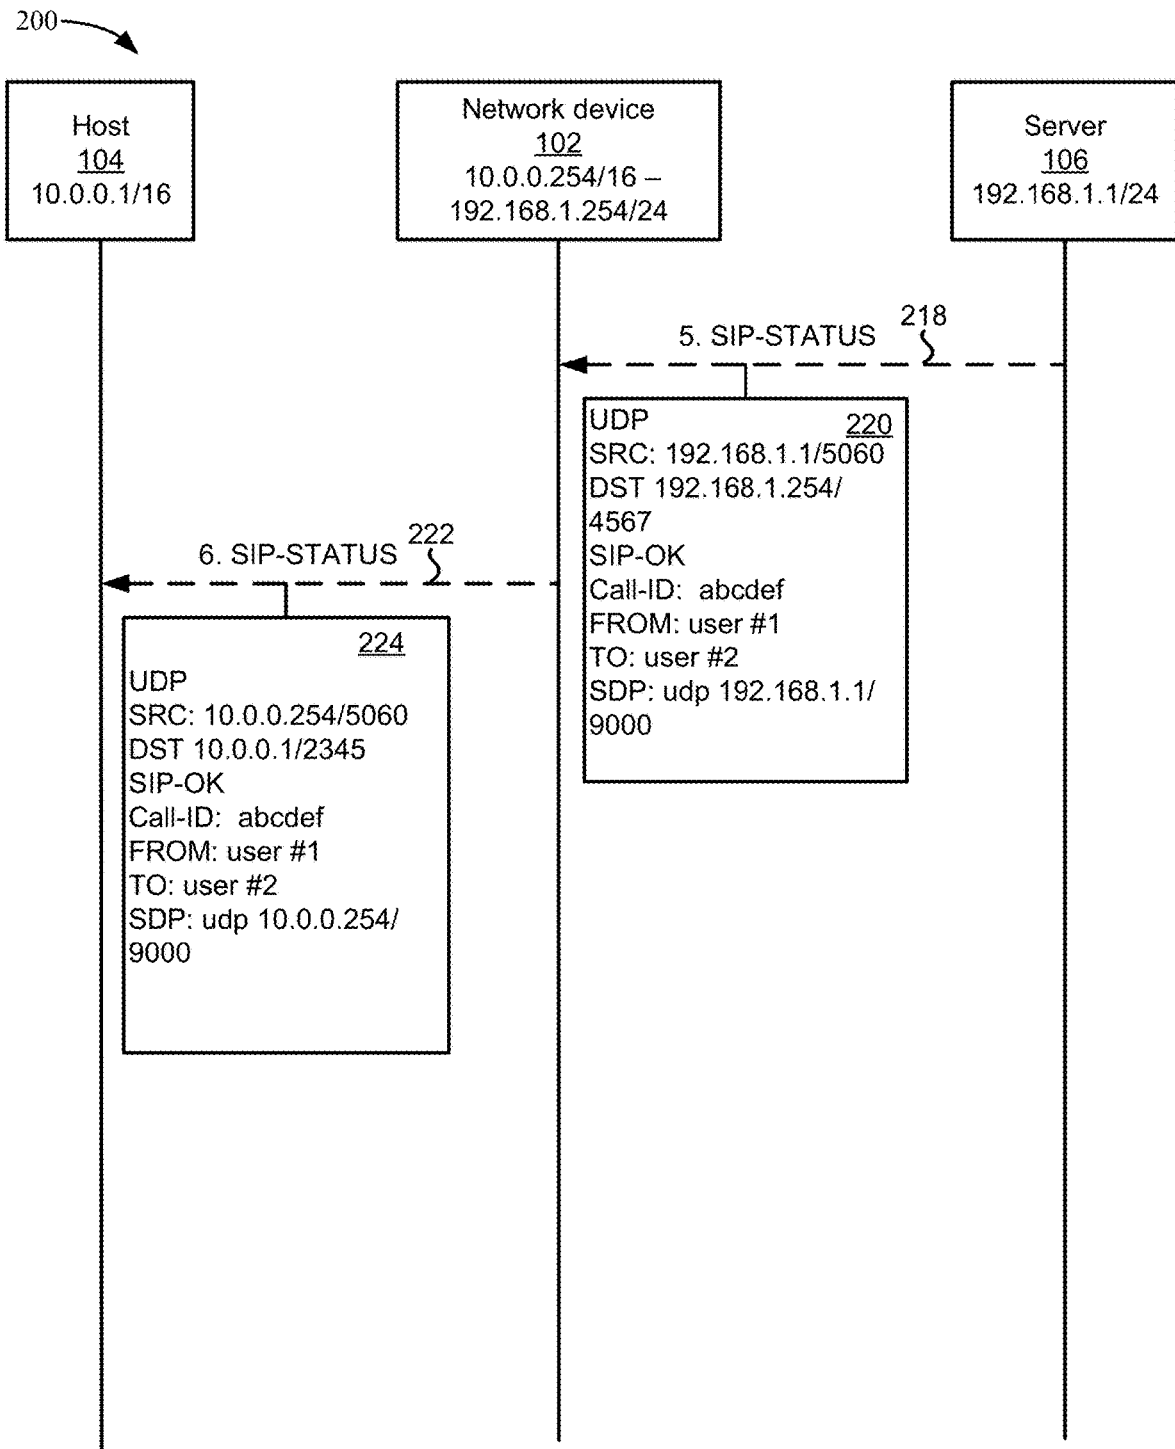 200
Host
104
10.0.0.1/16
Network device
102
10.0.0.254/16 –
192.168.1.254/24
Server
106
192.168.1.1/24
5. SIP-STATUS
218
220
UDP
SRC: 192.168.1.1/5060
DST 192.168.1.254/
4567
SIP-OK
Call-ID: abcdef
FROM: user #1
TO: user #2
SDP: udp 192.168.1.1/
9000
6. SIP-STATUS
222
224
UDP
SRC: 10.0.0.254/5060
DST 10.0.0.1/2345
SIP-OK
Call-ID: abcdef
FROM: user #1
TO: user #2
SDP: udp 10.0.0.254/
9000